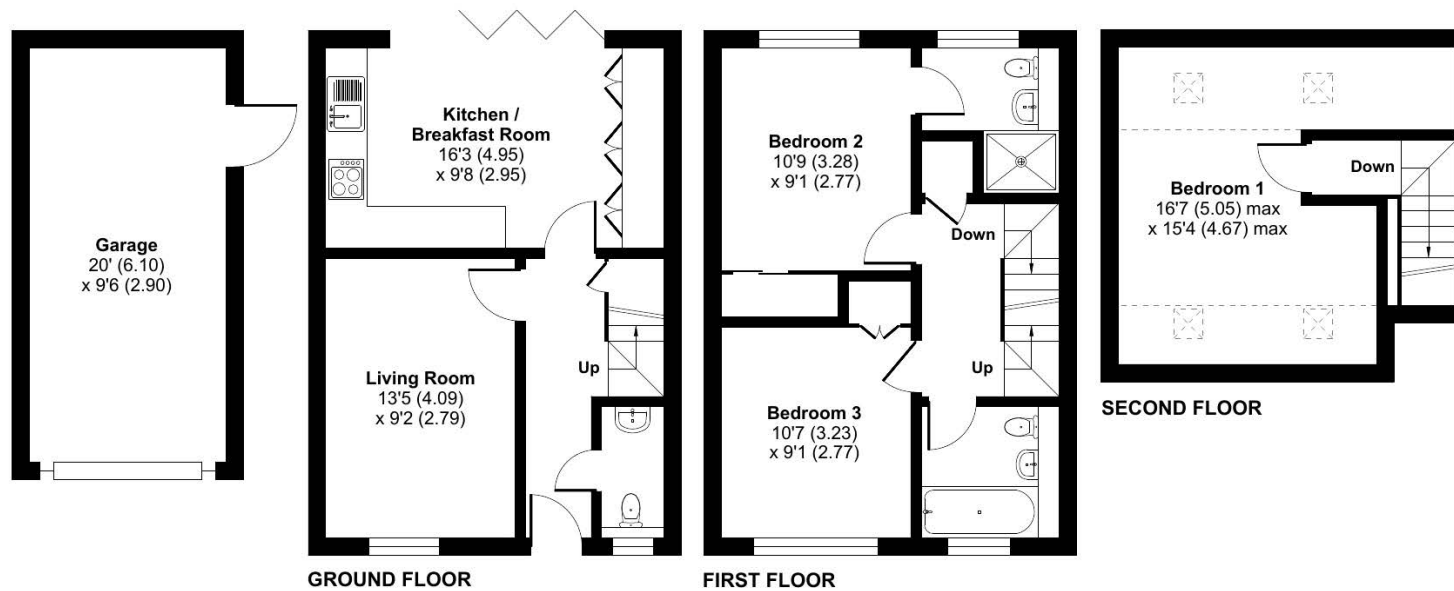 Garage
20' (6.10)
x 9'6 (2.90)
Kitchen /
Breakfast Room
16'3 (4.95)
x 9'8 (2.95)
Living Room
13'5 (4.09)
x 9'2 (2.79)
Up
GROUND FLOOR
Bedroom 2
10'9 (3.28)
x 9'1 (2.77)
Down
Up
Bedroom 3
10'7 (3.23)
x 9'1 (2.77)
FIRST FLOOR
Down
Bedroom 1
16'7 (5.05) max
x 15'4 (4.67) max
SECOND FLOOR